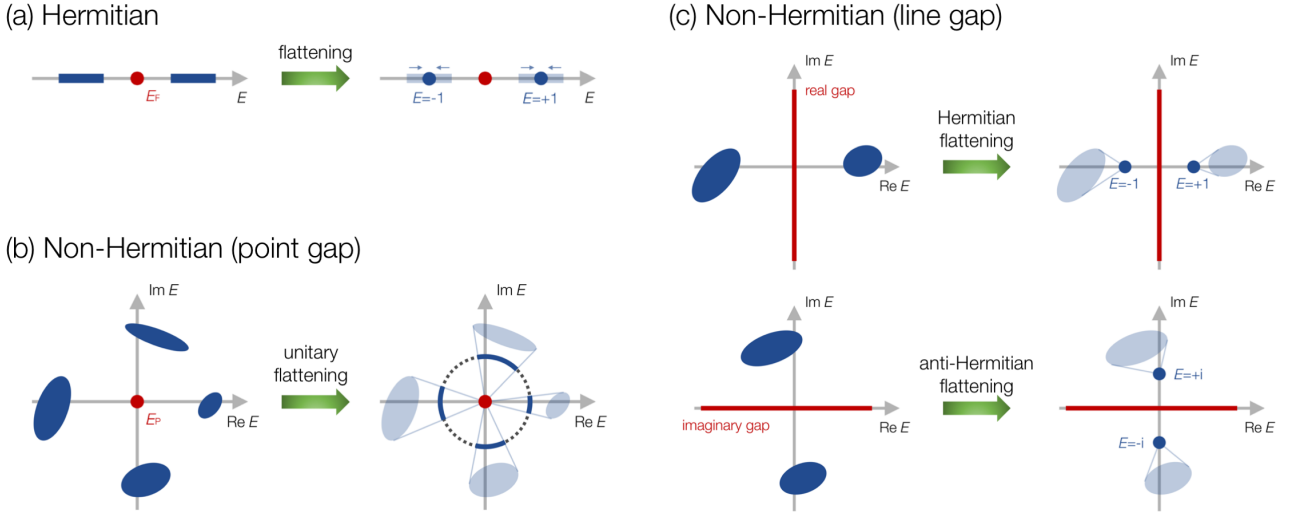 (a) Hermitian
flattening
E_F
E
E=-1
E=+1
E
(b) Non-Hermitian (point gap)
Im E
E_P
Re E
unitary
flattening
Im E
Re E
(c) Non-Hermitian (line gap)
Im E
real gap
Re E
Hermitian
flattening
Im E
E=-1
E=+1
Re E
Im E
imaginary gap
Re E
anti-Hermitian
flattening
Im E
E=+i
Re E
E=-i